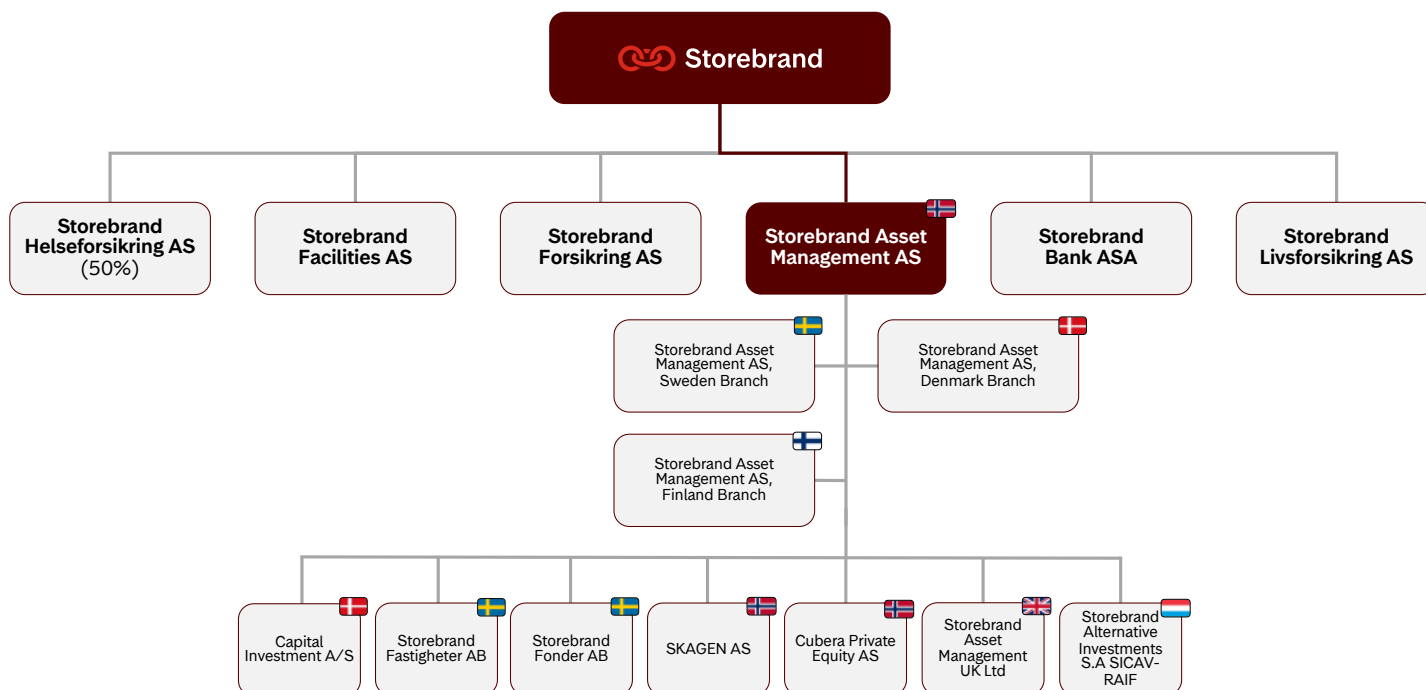 Storebrand
Storebrand
Helseforsikring AS
(50%)
Storebrand
Facilities AS
Storebrand
Forsikring AS
Storebrand Asset
Management AS
Storebrand
Bank ASA
Storebrand
Livsforsikring AS
Storebrand Asset
Management AS,
Sweden Branch
Storebrand Asset
Management AS,
Denmark Branch
Storebrand Asset
Management AS,
Finland Branch
Capital
Investment A/S
Storebrand
Fastigheter AB
Storebrand
Fonder AB
SKAGEN AS
Cubera Private
Equity AS
Storebrand
Asset
Management
UK Ltd
Storebrand
Alternative
Investments
S.A SICAV-
RAIF